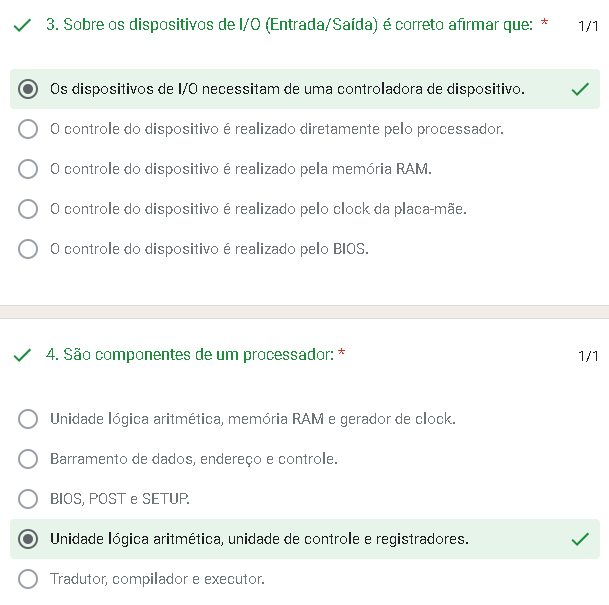 3. Sobre os dispositivos de I/O (Entrada/Saída) é correto afirmar que: * 1/1
Os dispositivos de I/O necessitam de uma controladora de dispositivo.
O controle do dispositivo é realizado diretamente pelo processador.
O controle do dispositivo é realizado pela memória RAM.
O controle do dispositivo é realizado pelo clock da placa-mãe.
O controle do dispositivo é realizado pelo BIOS.
4. São componentes de um processador: * 1/1
Unidade lógica aritmética, memória RAM e gerador de clock.
Barramento de dados, endereço e controle.
BIOS, POST e SETUP.
Unidade lógica aritmética, unidade de controle e registradores.
Tradutor, compilador e executor.